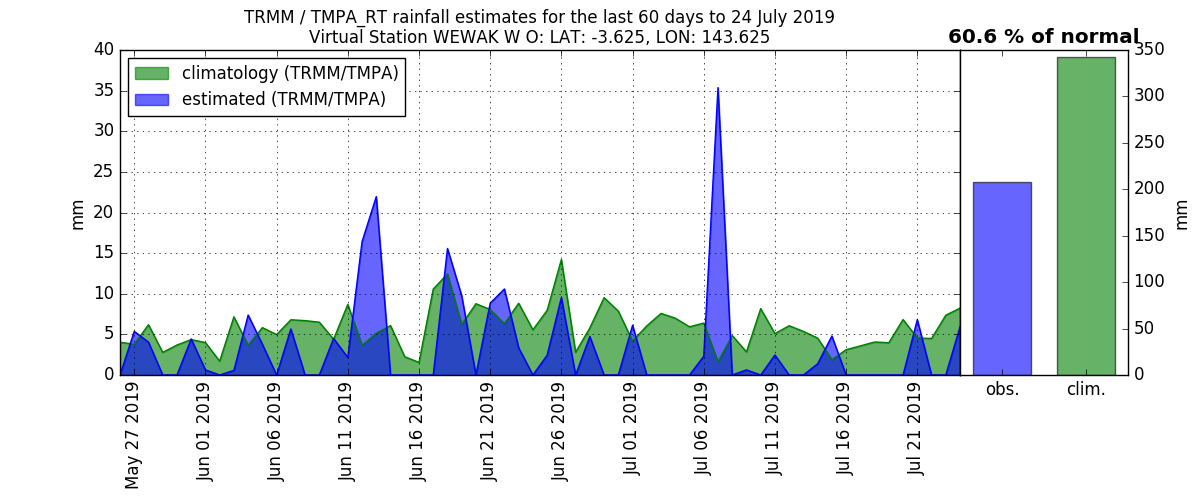 TRMM / TMPA_RT rainfall estimates for the last 60 days to 24 July 2019
Virtual Station WEWAK W O: LAT: -3.625, LON: 143.625
60.6 % of normal
climatology (TRMM/TMPA)
estimated (TRMM/TMPA)
40
35
30
25
20
15
10
5
0
mm
May 27 2019
Jun 01 2019
Jun 06 2019
Jun 11 2019
Jun 16 2019
Jun 21 2019
Jun 26 2019
Jul 01 2019
Jul 06 2019
Jul 11 2019
Jul 16 2019
Jul 21 2019
350
300
250
200
150
100
50
0
mm
obs.
clim.